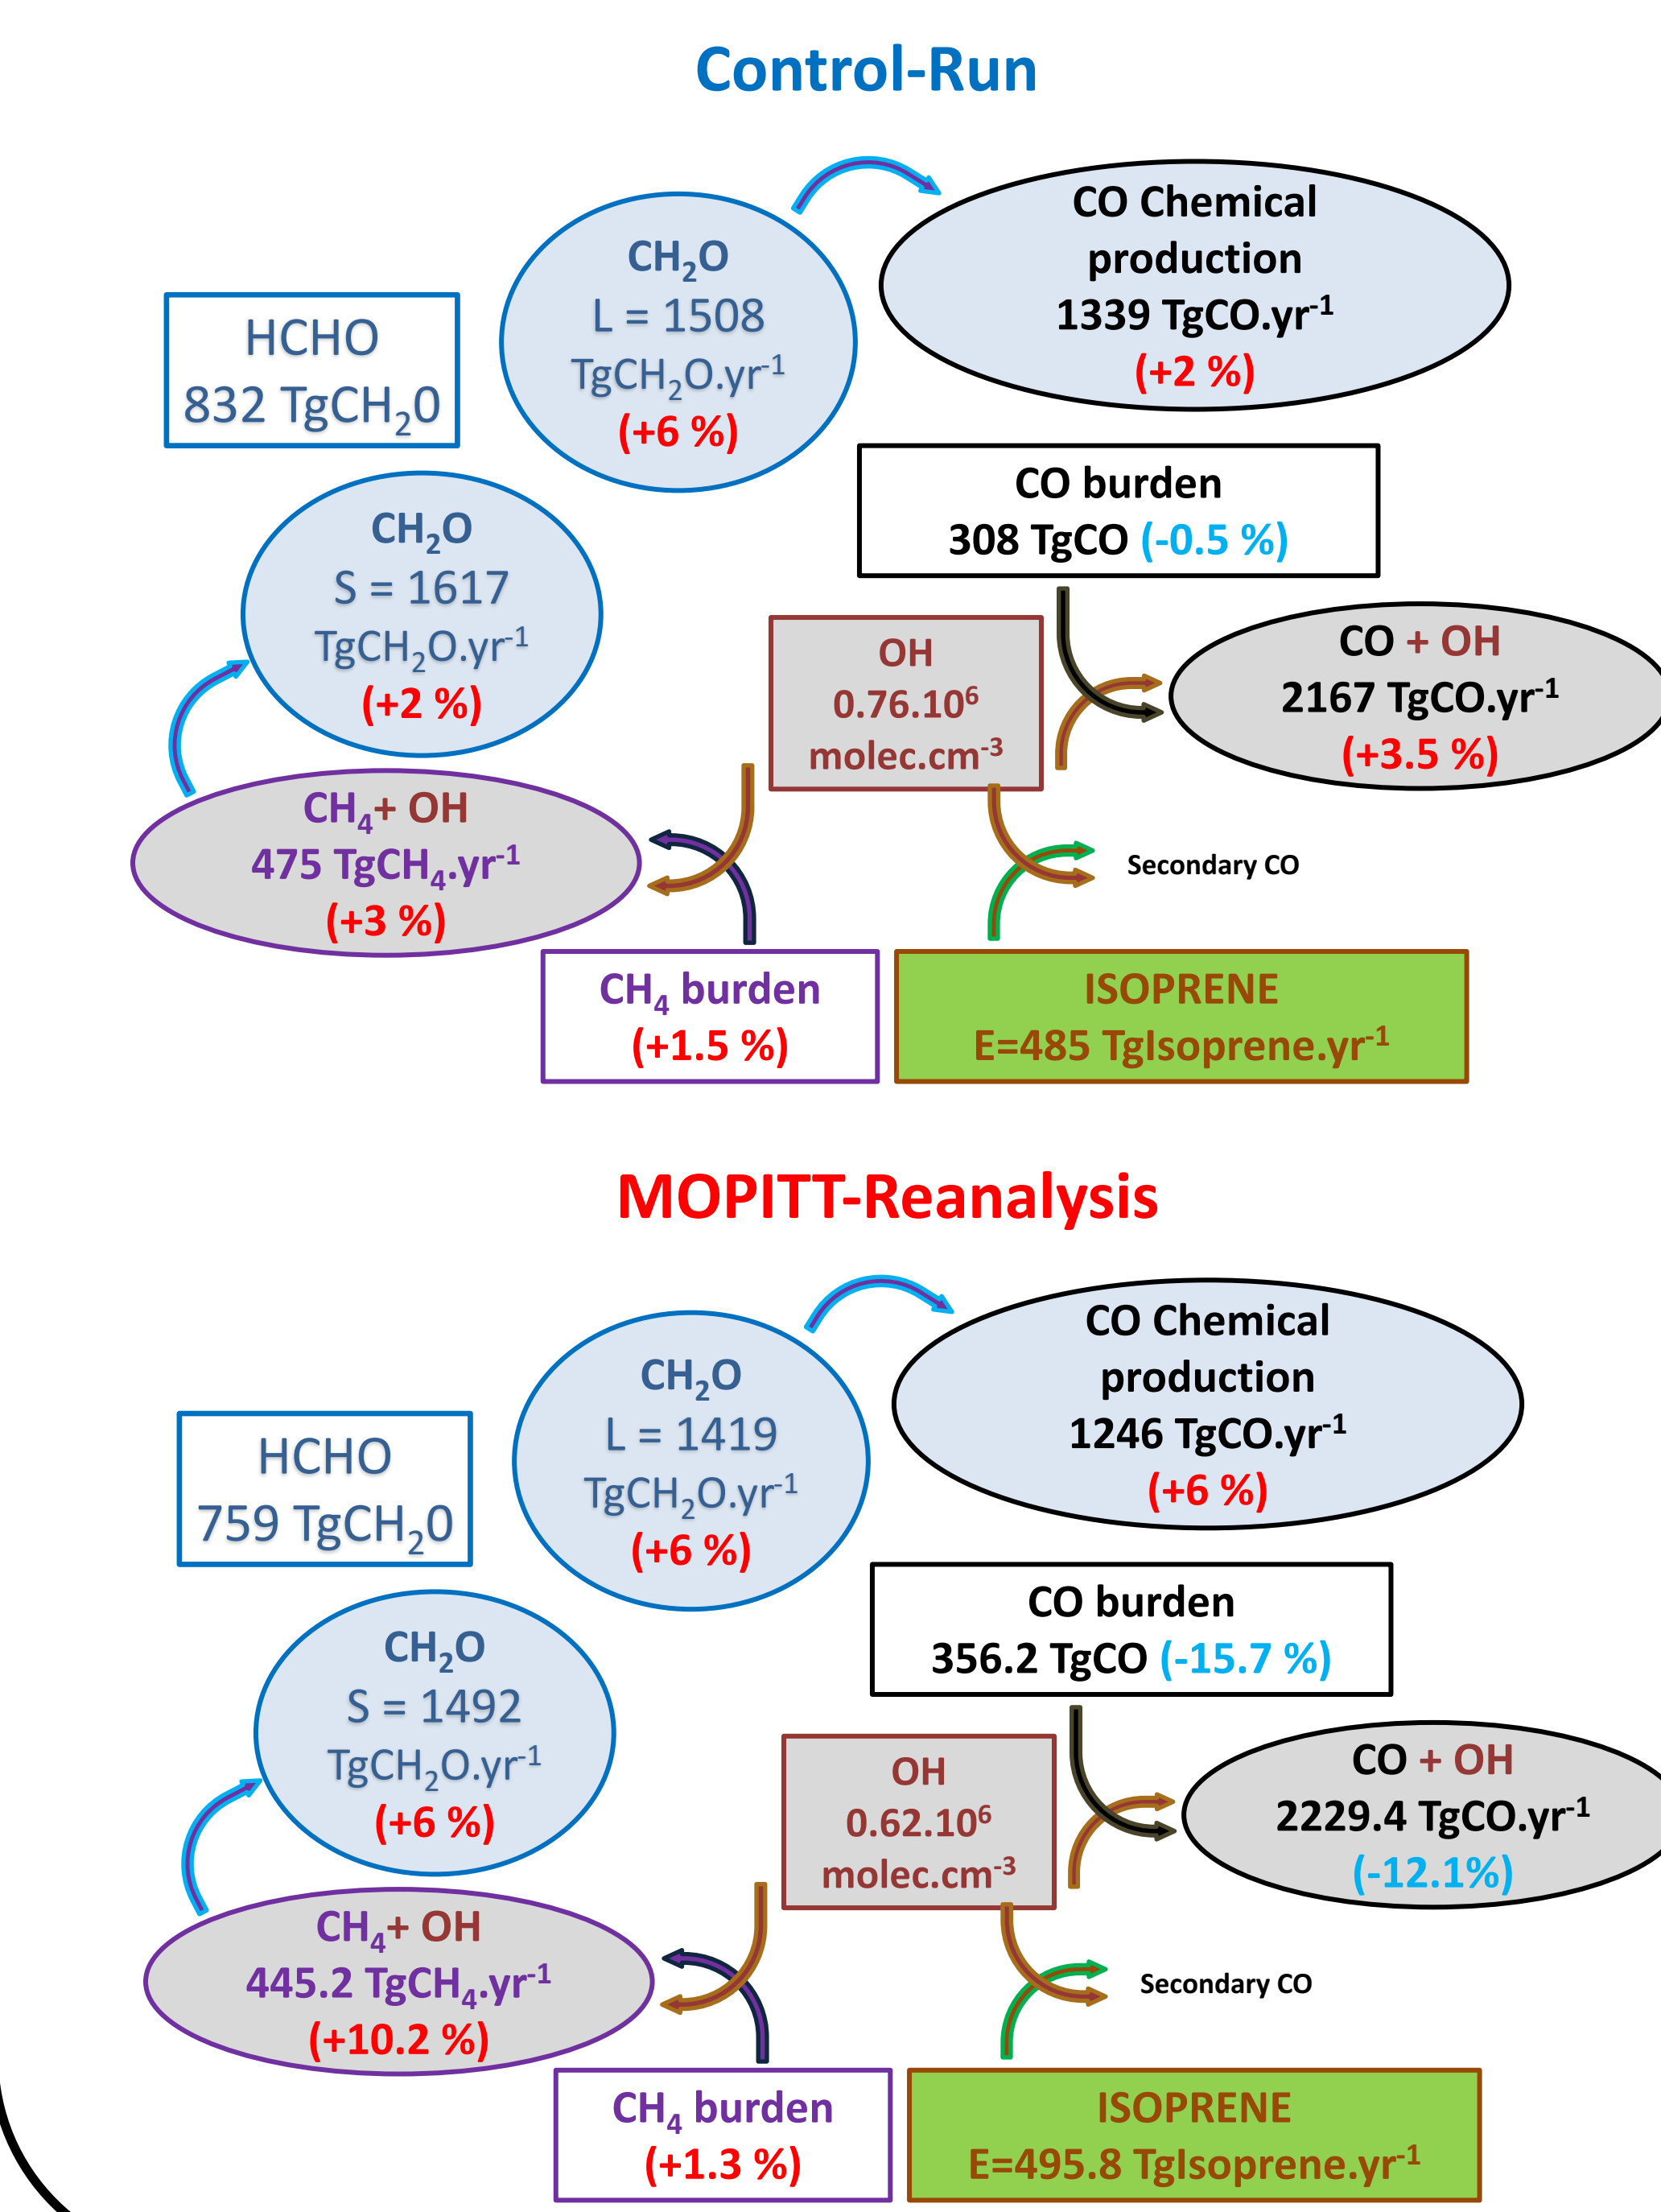 Control-Run
CO Chemical
production
1339 TgCO.yr⁻¹
(+2 %)
CH₂O
L = 1508
TgCH₂O.yr⁻¹
(+6 %)
HCHO
832 TgCH₂0
CO burden
308 TgCO (-0.5 %)
CH₂O
S = 1617
TgCH₂O.yr⁻¹
(+2 %)
OH
0.76.10⁶
molec.cm⁻³
CO + OH
2167 TgCO.yr⁻¹
(+3.5 %)
CH₄+ OH
475 TgCH₄.yr⁻¹
(+3 %)
Secondary CO
CH₄ burden
(+1.5 %)
ISOPRENE
E=485 TgIsoprene.yr⁻¹
MOPITT-Reanalysis
CO Chemical
production
1246 TgCO.yr⁻¹
(+6 %)
CH₂O
L = 1419
TgCH₂O.yr⁻¹
(+6 %)
HCHO
759 TgCH₂0
CO burden
356.2 TgCO (-15.7 %)
CH₂O
S = 1492
TgCH₂O.yr⁻¹
(+6 %)
OH
0.62.10⁶
molec.cm⁻³
CO + OH
2229.4 TgCO.yr⁻¹
(-12.1%)
CH₄+ OH
445.2 TgCH₄.yr⁻¹
(+10.2 %)
Secondary CO
CH₄ burden
(+1.3 %)
ISOPRENE
E=495.8 TgIsoprene.yr⁻¹